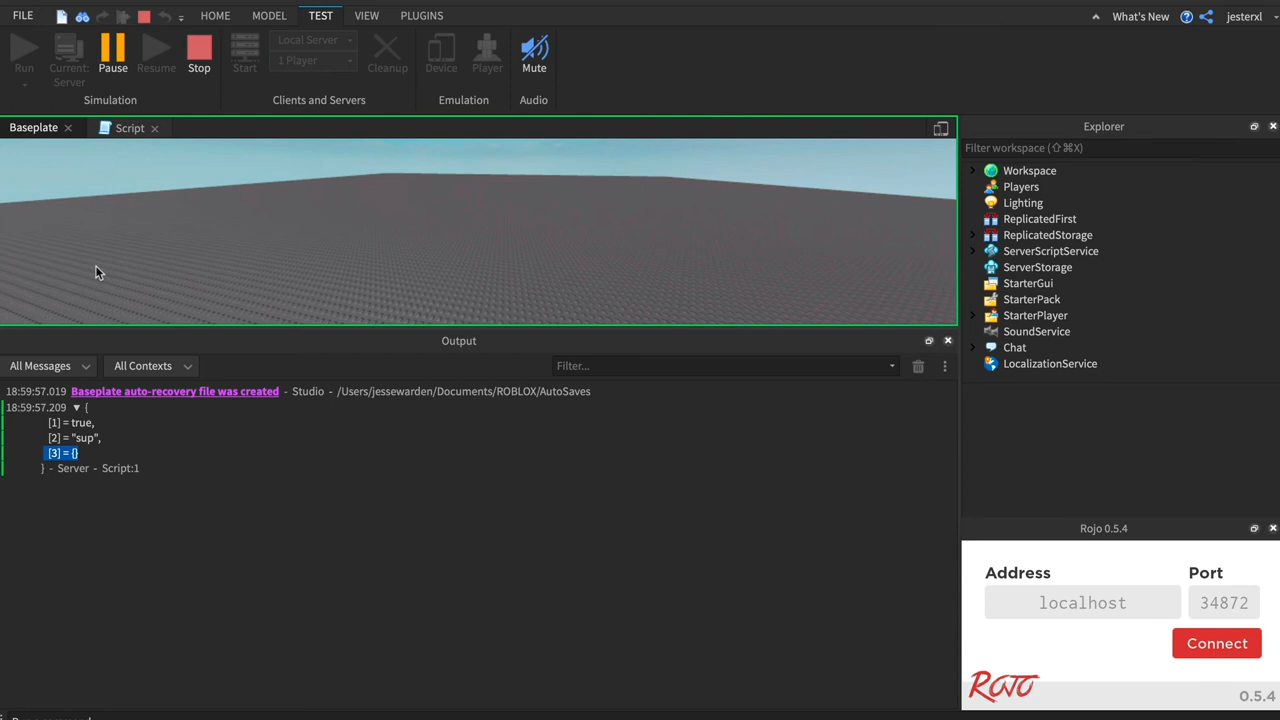 FILE HOME MODEL TEST VIEW PLUGINS What's New jesterxl
Run Current: Server Pause Resume Stop Start Local Server 1 Player Cleanup Device Player Mute
Simulation Clients and Servers Emulation Audio
Baseplate Script
Explorer
Filter workspace (⇧⌘X)
Workspace
Players
Lighting
ReplicatedFirst
ReplicatedStorage
ServerScriptService
ServerStorage
StarterGui
StarterPack
StarterPlayer
SoundService
Chat
LocalizationService
Output
All Messages All Contexts Filter...
18:59:57.019 Baseplate auto-recovery file was created - Studio - /Users/jessewarden/Documents/ROBLOX/AutoSaves
18:59:57.209 ▼ {
[1] = true,
[2] = "sup",
[3] = {}
} - Server - Script:1
Rojo 0.5.4
Address Port
localhost 34872
Connect
ROJO 0.5.4